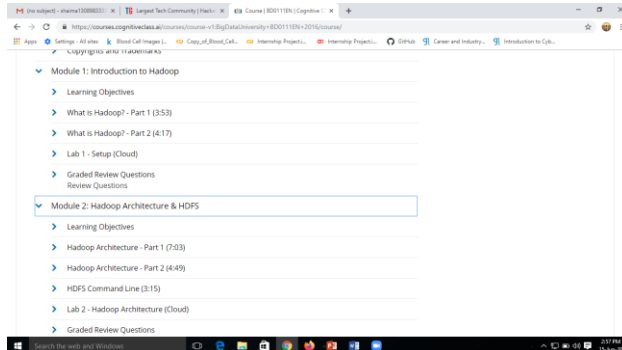 (no subject) - shaima1308
Largest Tech Community | Hacke
Course | BD0111EN | Cognitive C
https://courses.cognitiveclass.ai/courses/course-v1:BigDataUniversity+BD0111EN+2016/course/
Apps Settings - All sites Blood Cell Images |... Copy_of_Blood_Cell... Internship Projecti... Internship Projecti... GitHub Career and Industry... Introduction to Cyb...
Copyrights and Trademarks
Module 1: Introduction to Hadoop
Learning Objectives
What is Hadoop? - Part 1 (3:53)
What is Hadoop? - Part 2 (4:17)
Lab 1 - Setup (Cloud)
Graded Review Questions
Review Questions
Module 2: Hadoop Architecture & HDFS
Learning Objectives
Hadoop Architecture - Part 1 (7:03)
Hadoop Architecture - Part 2 (4:49)
HDFS Command Line (3:15)
Lab 2 - Hadoop Architecture (Cloud)
Graded Review Questions
Search the web and Windows
2:57 PM